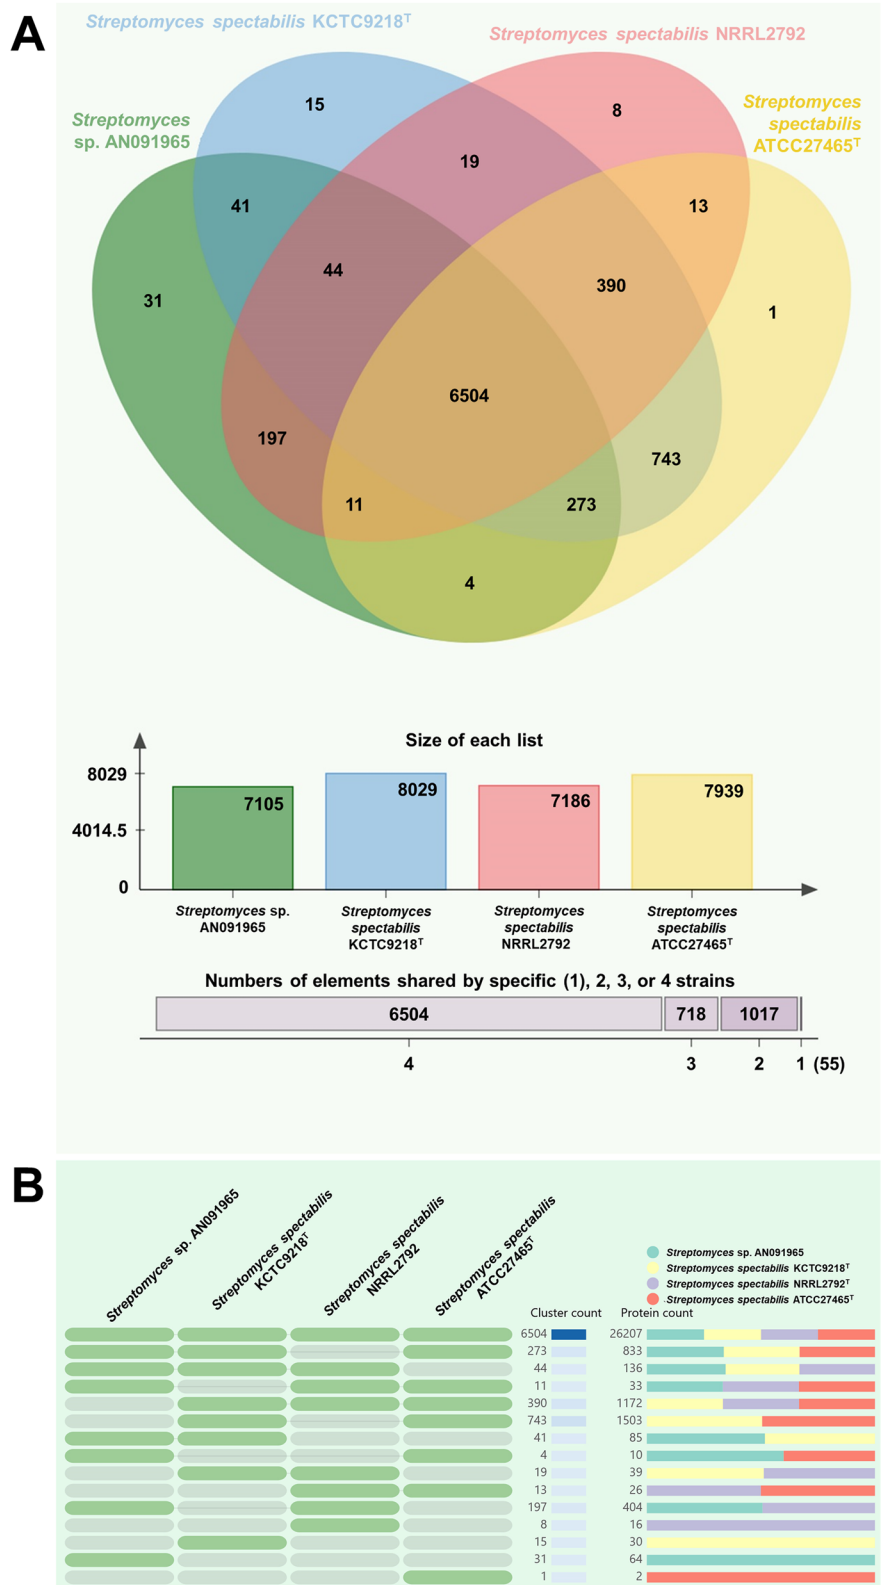 A
Streptomyces spectabilis KCTC9218ᵀ
Streptomyces spectabilis NRRL2792
Streptomyces
sp. AN091965
Streptomyces
spectabilis
ATCC27465ᵀ
15
8
19
41
13
44
390
31
1
6504
197
743
11
273
4
Size of each list
8029
4014.5
0
7105
8029
7186
7939
Streptomyces sp.
AN091965
Streptomyces
spectabilis
KCTC9218ᵀ
Streptomyces
spectabilis
NRRL2792
Streptomyces
spectabilis
ATCC27465ᵀ
Numbers of elements shared by specific (1), 2, 3, or 4 strains
6504 718 1017
4 3 2 1 (55)
B
Streptomyces sp. AN091965
Streptomyces spectabilis
KCTC9218ᵀ
Streptomyces spectabilis
NRRL2792
Streptomyces spectabilis
ATCC27465ᵀ
Streptomyces sp. AN091965
Streptomyces spectabilis KCTC9218ᵀ
Streptomyces spectabilis NRRL2792ᵀ
Streptomyces spectabilis ATCC27465ᵀ
Cluster count Protein count
6504 26207
273 833
44 136
11 33
390 1172
743 1503
41 85
4 10
19 39
13 26
197 404
8 16
15 30
31 64
1 2